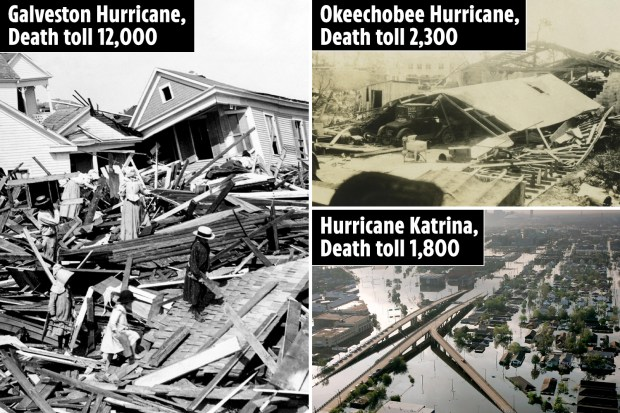 Galveston Hurricane,
Death toll 12,000
Okeechobee Hurricane,
Death toll 2,300
Hurricane Katrina,
Death toll 1,800